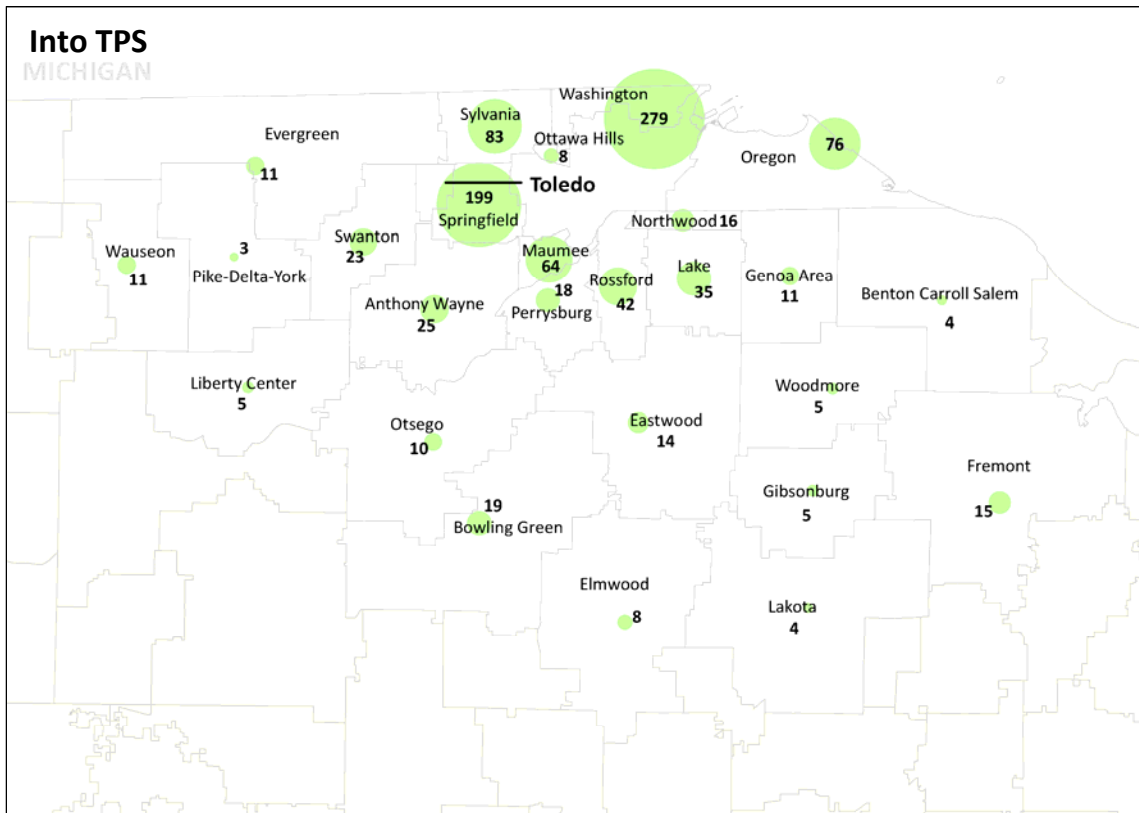 Into TPS
MICHIGAN
Washington
279
Sylvania
83
Ottawa Hills
8
Evergreen
11
76
Oregon
Toledo
199
Springfield
Northwood 16
Swanton
23
3
Pike-Delta-York
Wauseon
11
Maumee
64
18
Perrysburg
Rossford
42
Lake
35
Genoa Area
11
Benton Carroll Salem
4
Anthony Wayne
25
Liberty Center
5
Woodmore
5
Otsego
10
Eastwood
14
Fremont
15
Gibsonburg
5
19
Bowling Green
Elmwood
8
Lakota
4